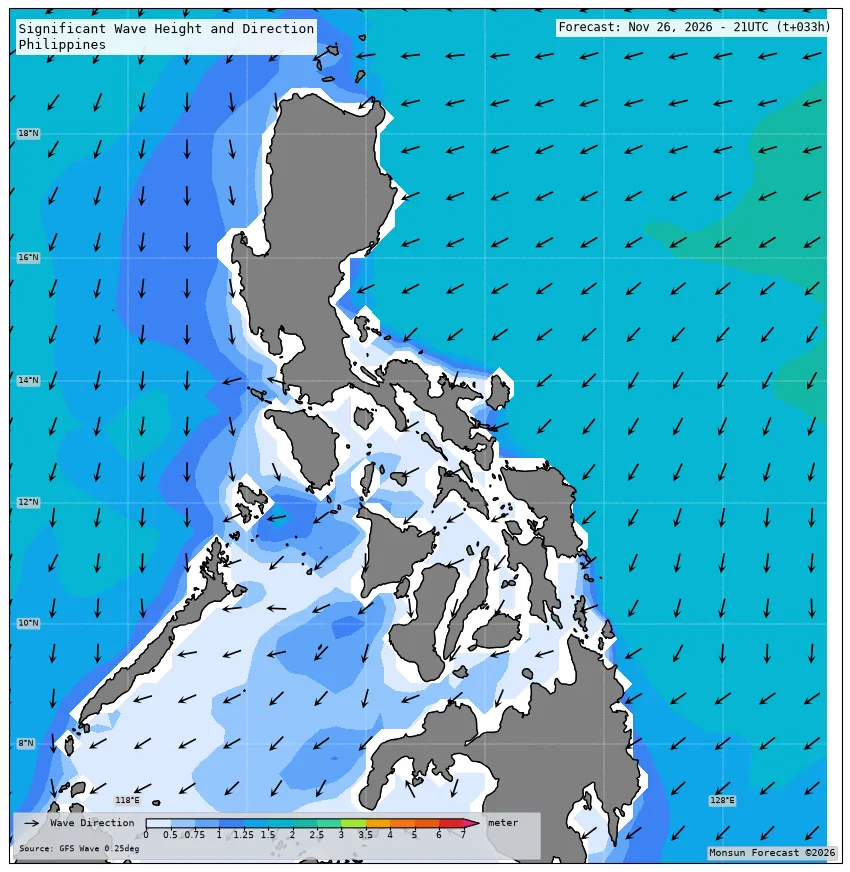 Significant Wave Height and Direction
Philippines
Forecast: Nov 26, 2026 - 21UTC (t+033h)
18°N
16°N
14°N
12°N
10°N
8°N
118°E
128°E
Wave Direction
0 0.5 0.75 1 1.25 1.5 2 2.5 3 3.5 4 5 6 7
meter
Source: GFS Wave 0.25deg
Monsun Forecast ©2026